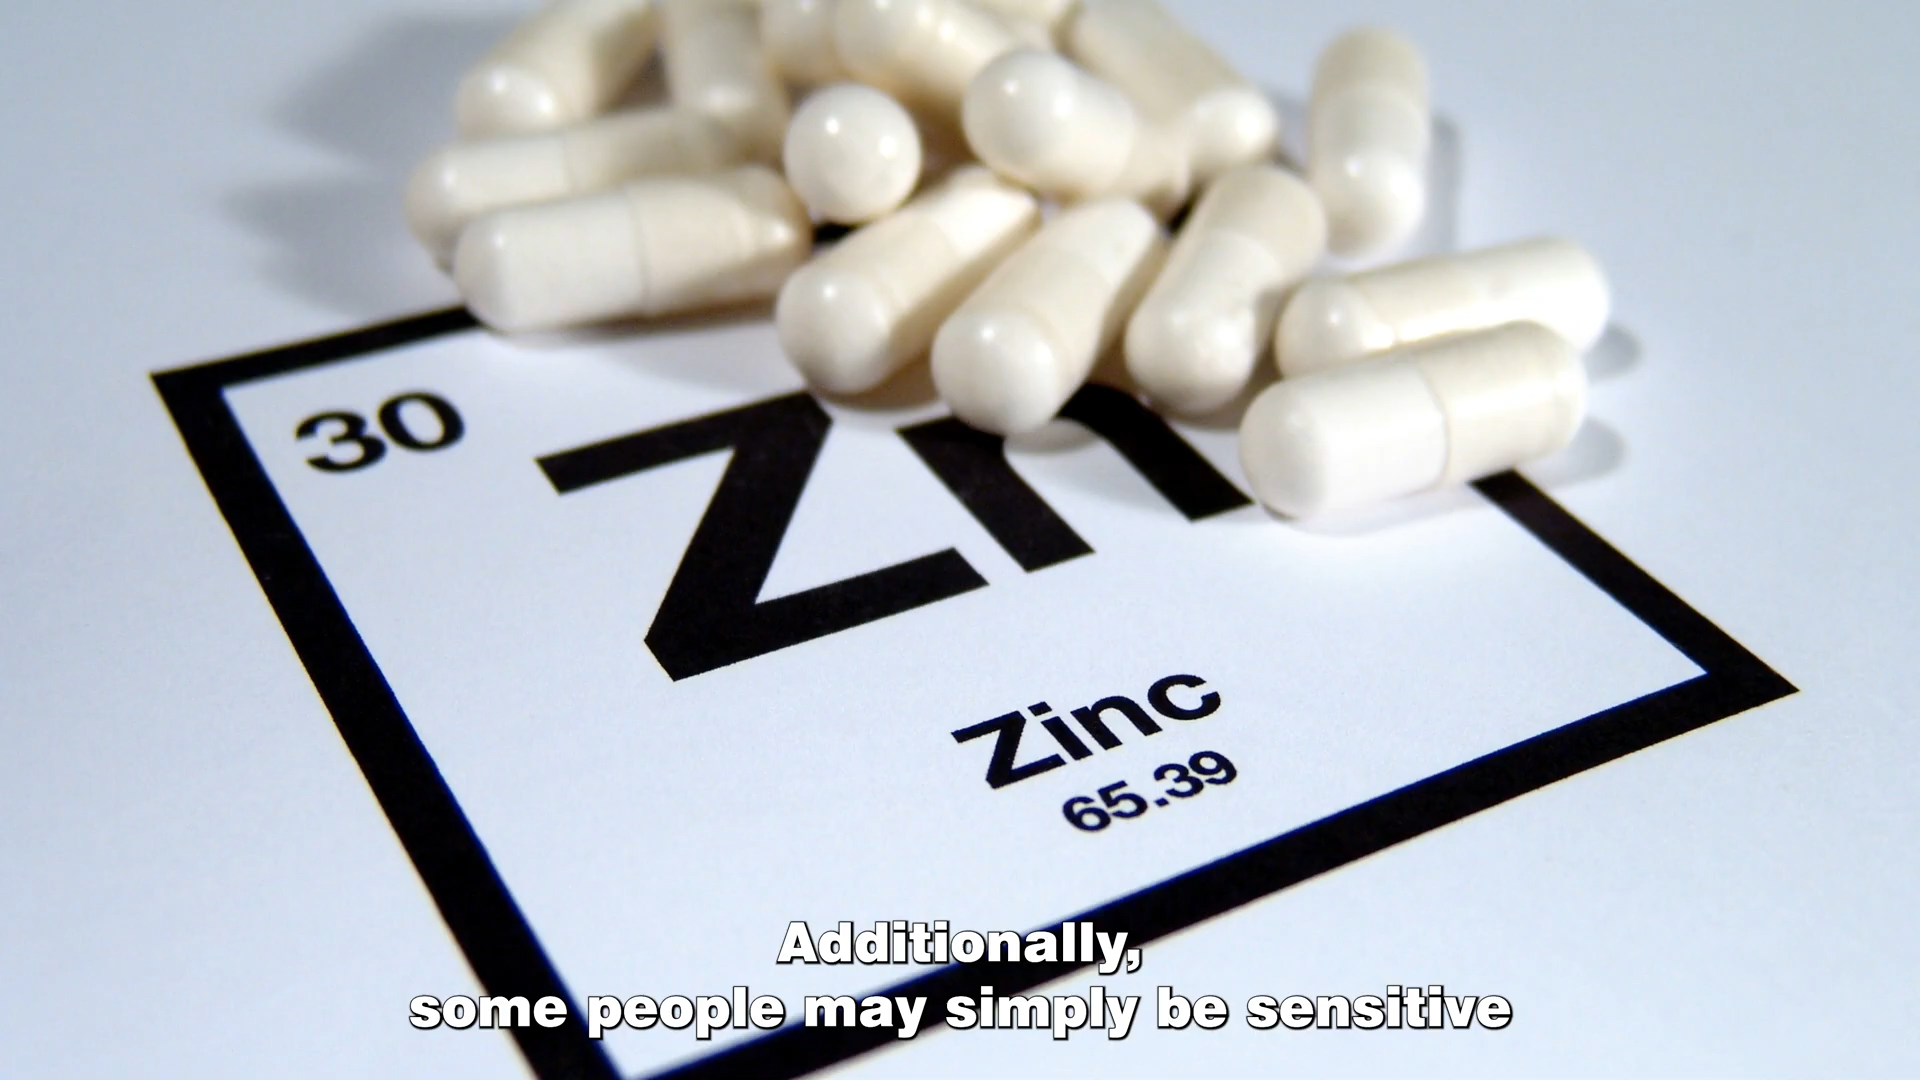 30
Zn
Zinc
65.39
Additionally,
some people may simply be sensitive